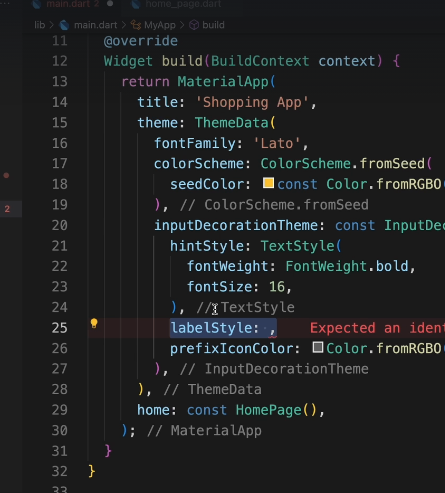 main.dart 3 home_page.dart
lib > main.dart > MyApp > build
11 @override
12 Widget build(BuildContext context) {
13 return MaterialApp(
14 title: 'Shopping App',
15 theme: ThemeData(
16 fontFamily: 'Lato',
17 colorScheme: ColorScheme.fromSeed(
18 seedColor: const Color.fromRGBO(
19 ), // ColorScheme.fromSeed
20 inputDecorationTheme: const InputDec
21 hintStyle: TextStyle(
22 fontWeight: FontWeight.bold,
23 fontSize: 16,
24 ), // TextStyle
2
25 labelStyle: , Expected an ident
26 prefixIconColor: Color.fromRGBO(
27 ), // InputDecorationTheme
28 ), // ThemeData
29 home: const HomePage(),
30 ); // MaterialApp
31 }
32 }
33